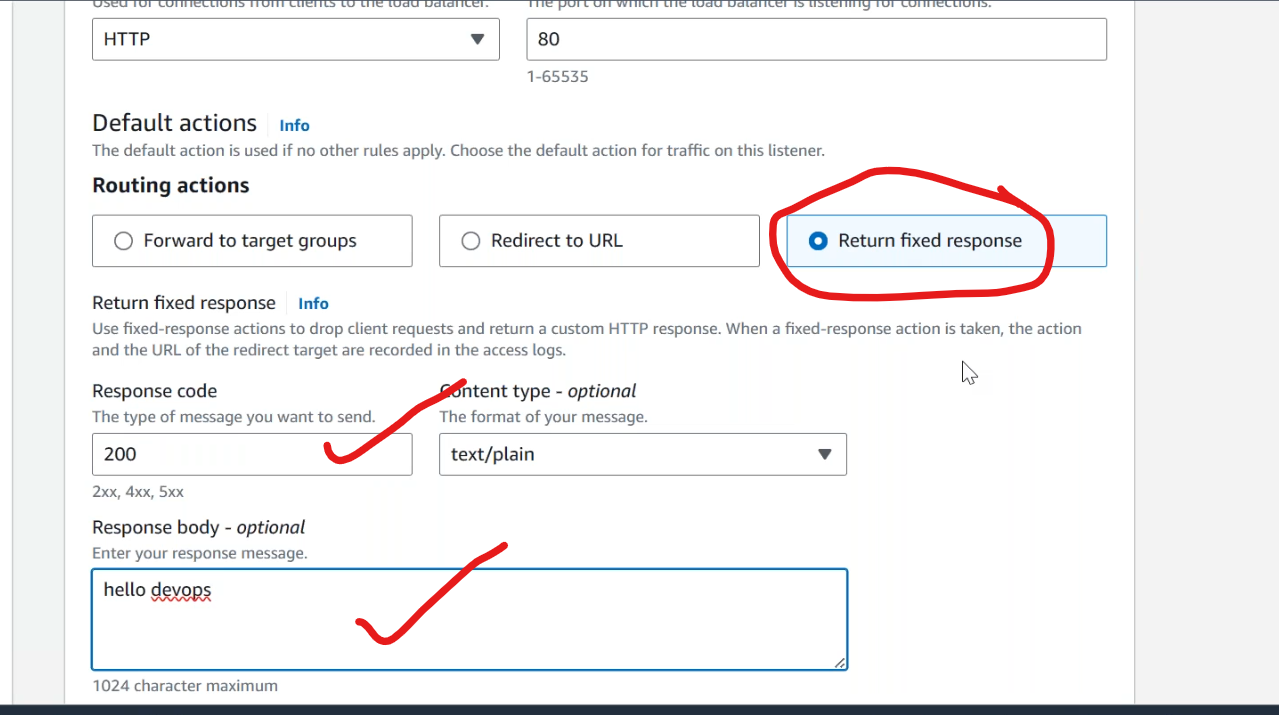 Used for connections from clients to the load balancer. The port on which the load balancer is listening for connections.
HTTP 80
1-65535
Default actions Info
The default action is used if no other rules apply. Choose the default action for traffic on this listener.
Routing actions
Forward to target groups Redirect to URL Return fixed response
Return fixed response Info
Use fixed-response actions to drop client requests and return a custom HTTP response. When a fixed-response action is taken, the action
and the URL of the redirect target are recorded in the access logs.
Response code Content type - optional
The type of message you want to send. The format of your message.
200 text/plain
2xx, 4xx, 5xx
Response body - optional
Enter your response message.
hello devops
1024 character maximum